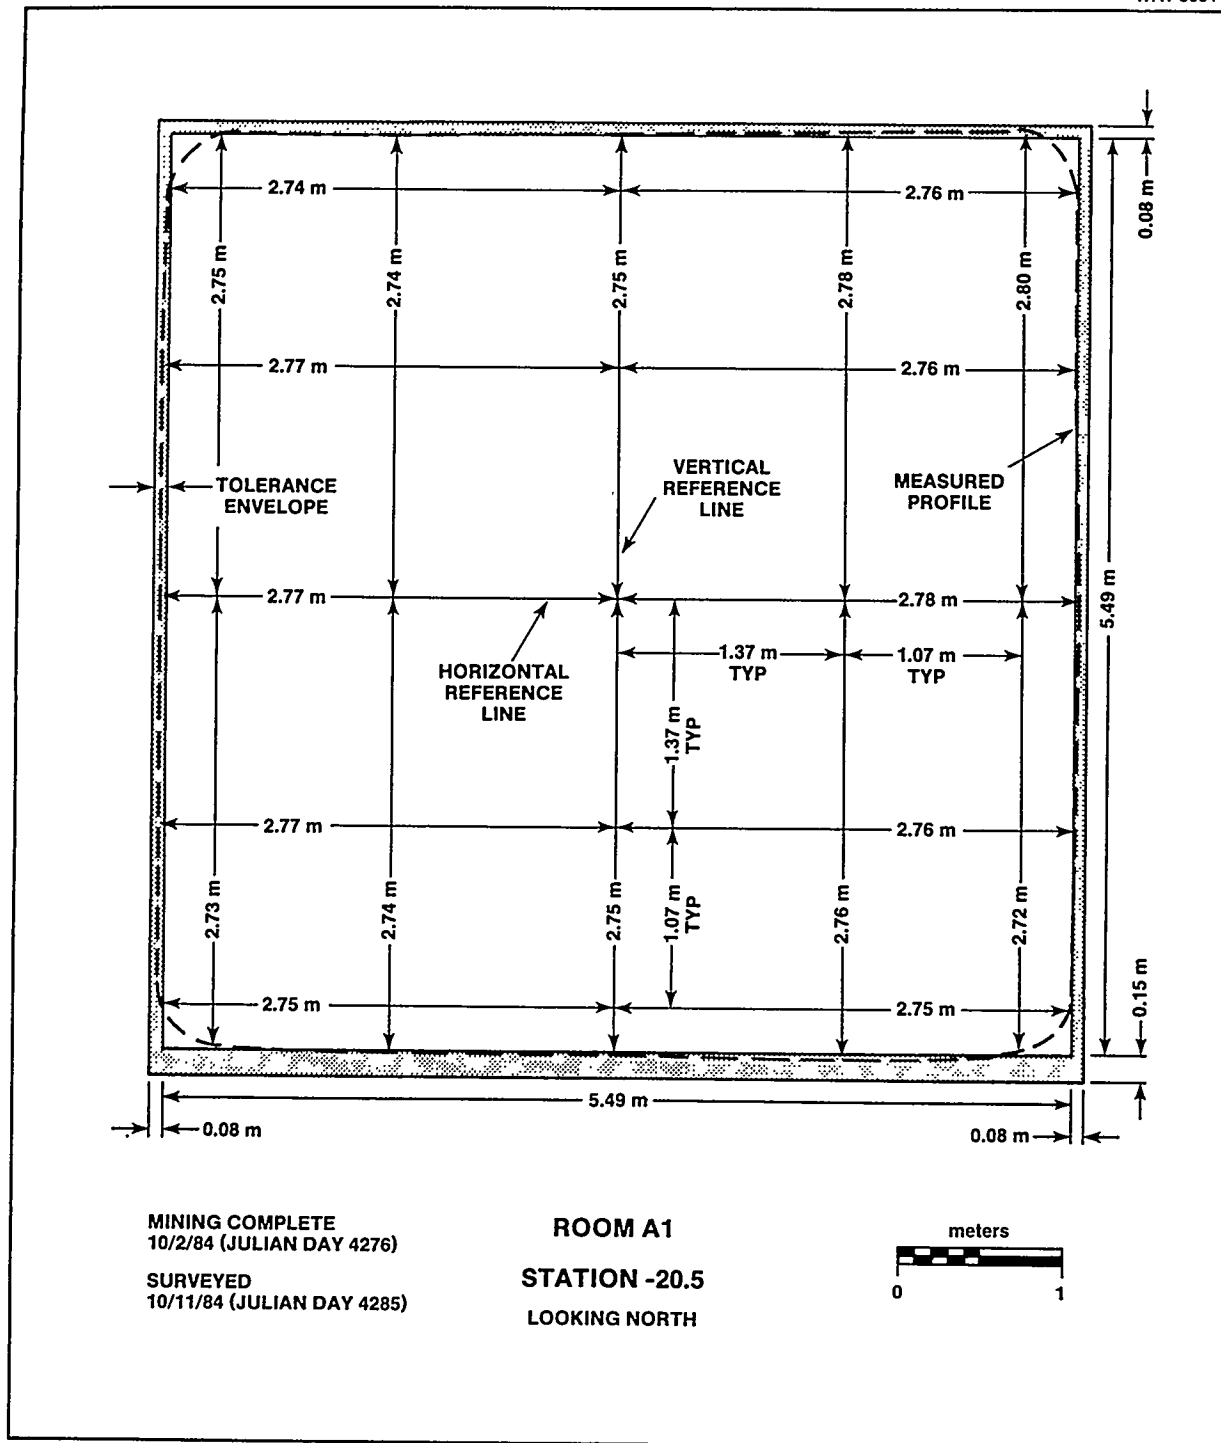 0.08 m
2.74 m
2.76 m
2.75 m
2.74 m
2.75 m
2.78 m
2.80 m
2.77 m
2.76 m
TOLERANCE
ENVELOPE
VERTICAL
REFERENCE
LINE
MEASURED
PROFILE
5.49 m
2.77 m
2.78 m
HORIZONTAL
REFERENCE
LINE
1.37 m
TYP
1.07 m
TYP
1.37 m
TYP
2.77 m
2.76 m
2.73 m
2.74 m
2.75 m
1.07 m
TYP
2.76 m
2.72 m
2.75 m
2.75 m
0.15 m
5.49 m
0.08 m
0.08 m
MINING COMPLETE
10/2/84 (JULIAN DAY 4276)
SURVEYED
10/11/84 (JULIAN DAY 4285)
ROOM A1
STATION -20.5
LOOKING NORTH
meters
0
1